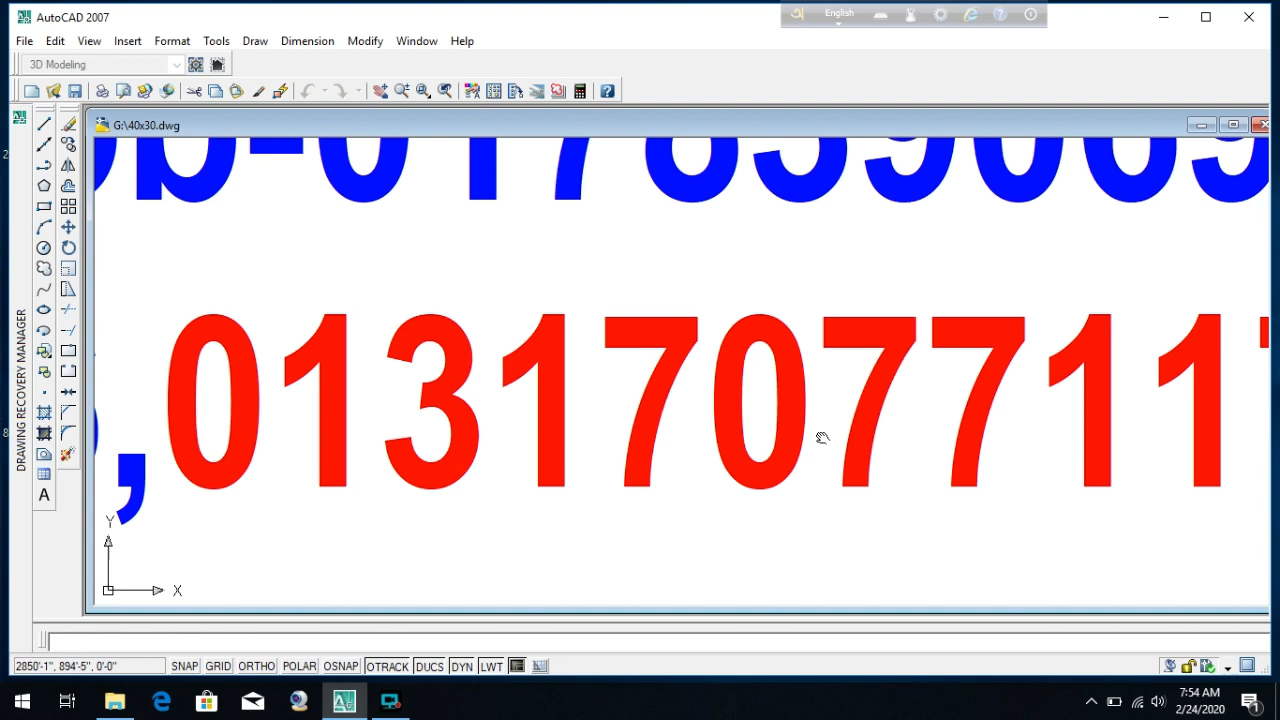 AutoCAD 2007
English
File Edit View Insert Format Tools Draw Dimension Modify Window Help
3D Modeling
G:\40x30.dwg
,0131707711
Y
X
DRAWING RECOVERY MANAGER
A
2850'-1", 894'-5", 0'-0" SNAP GRID ORTHO POLAR OSNAP OTRACK DUCS DYN LWT
7:54 AM
2/24/2020